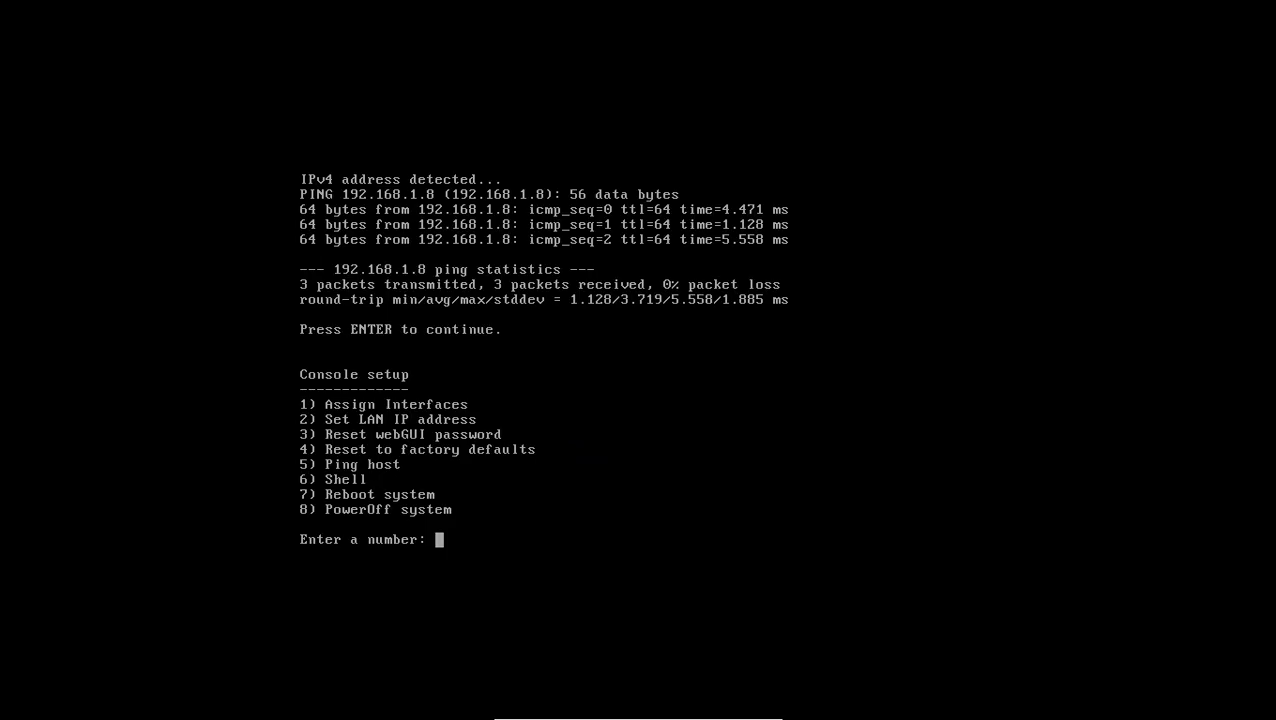 IPv4 address detected...
PING 192.168.1.8 (192.168.1.8): 56 data bytes
64 bytes from 192.168.1.8: icmp_seq=0 ttl=64 time=4.471 ms
64 bytes from 192.168.1.8: icmp_seq=1 ttl=64 time=1.128 ms
64 bytes from 192.168.1.8: icmp_seq=2 ttl=64 time=5.558 ms
--- 192.168.1.8 ping statistics ---
3 packets transmitted, 3 packets received, 0% packet loss
round-trip min/avg/max/stddev = 1.128/3.719/5.558/1.885 ms
Press ENTER to continue.
Console setup
-------------
1) Assign Interfaces
2) Set LAN IP address
3) Reset webGUI password
4) Reset to factory defaults
5) Ping host
6) Shell
7) Reboot system
8) PowerOff system
Enter a number: